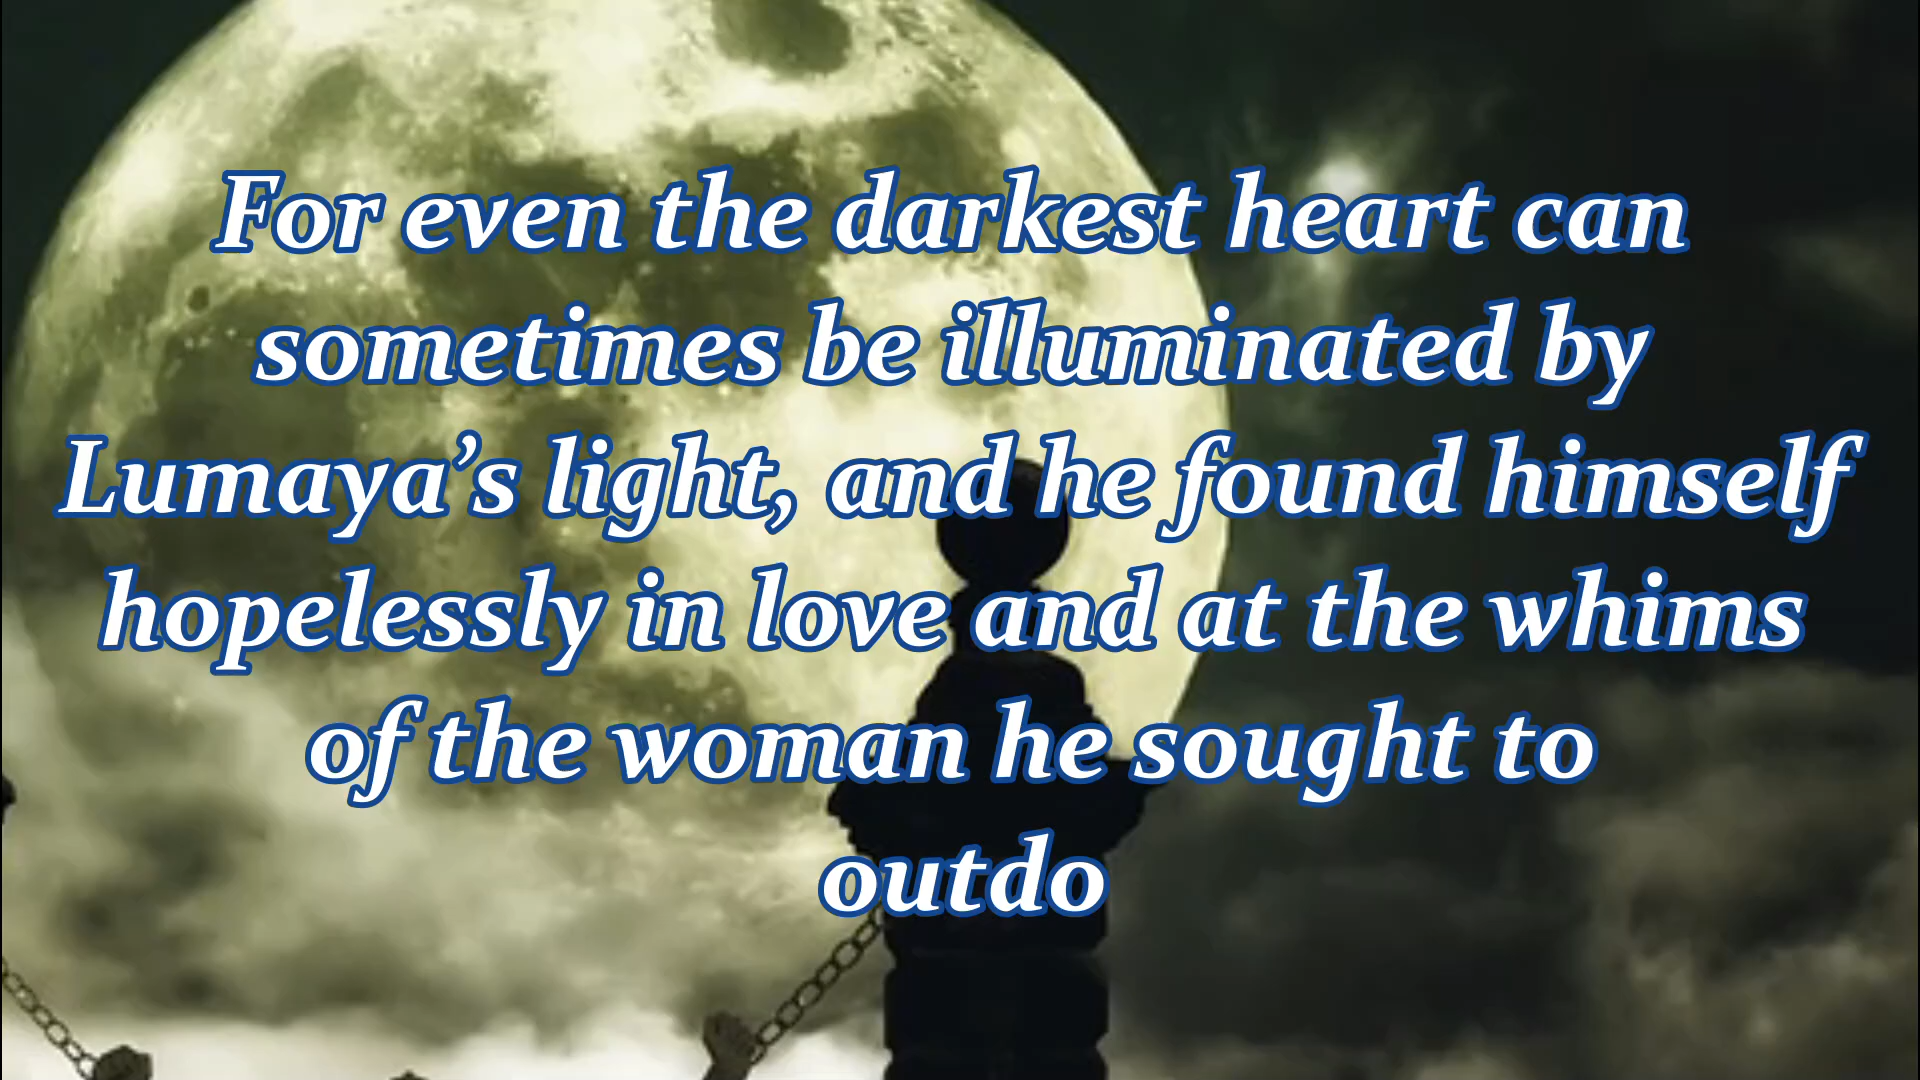 For even the darkest heart can
sometimes be illuminated by
Lumaya’s light, and he found himself
hopelessly in love and at the whims
of the woman he sought to
outdo